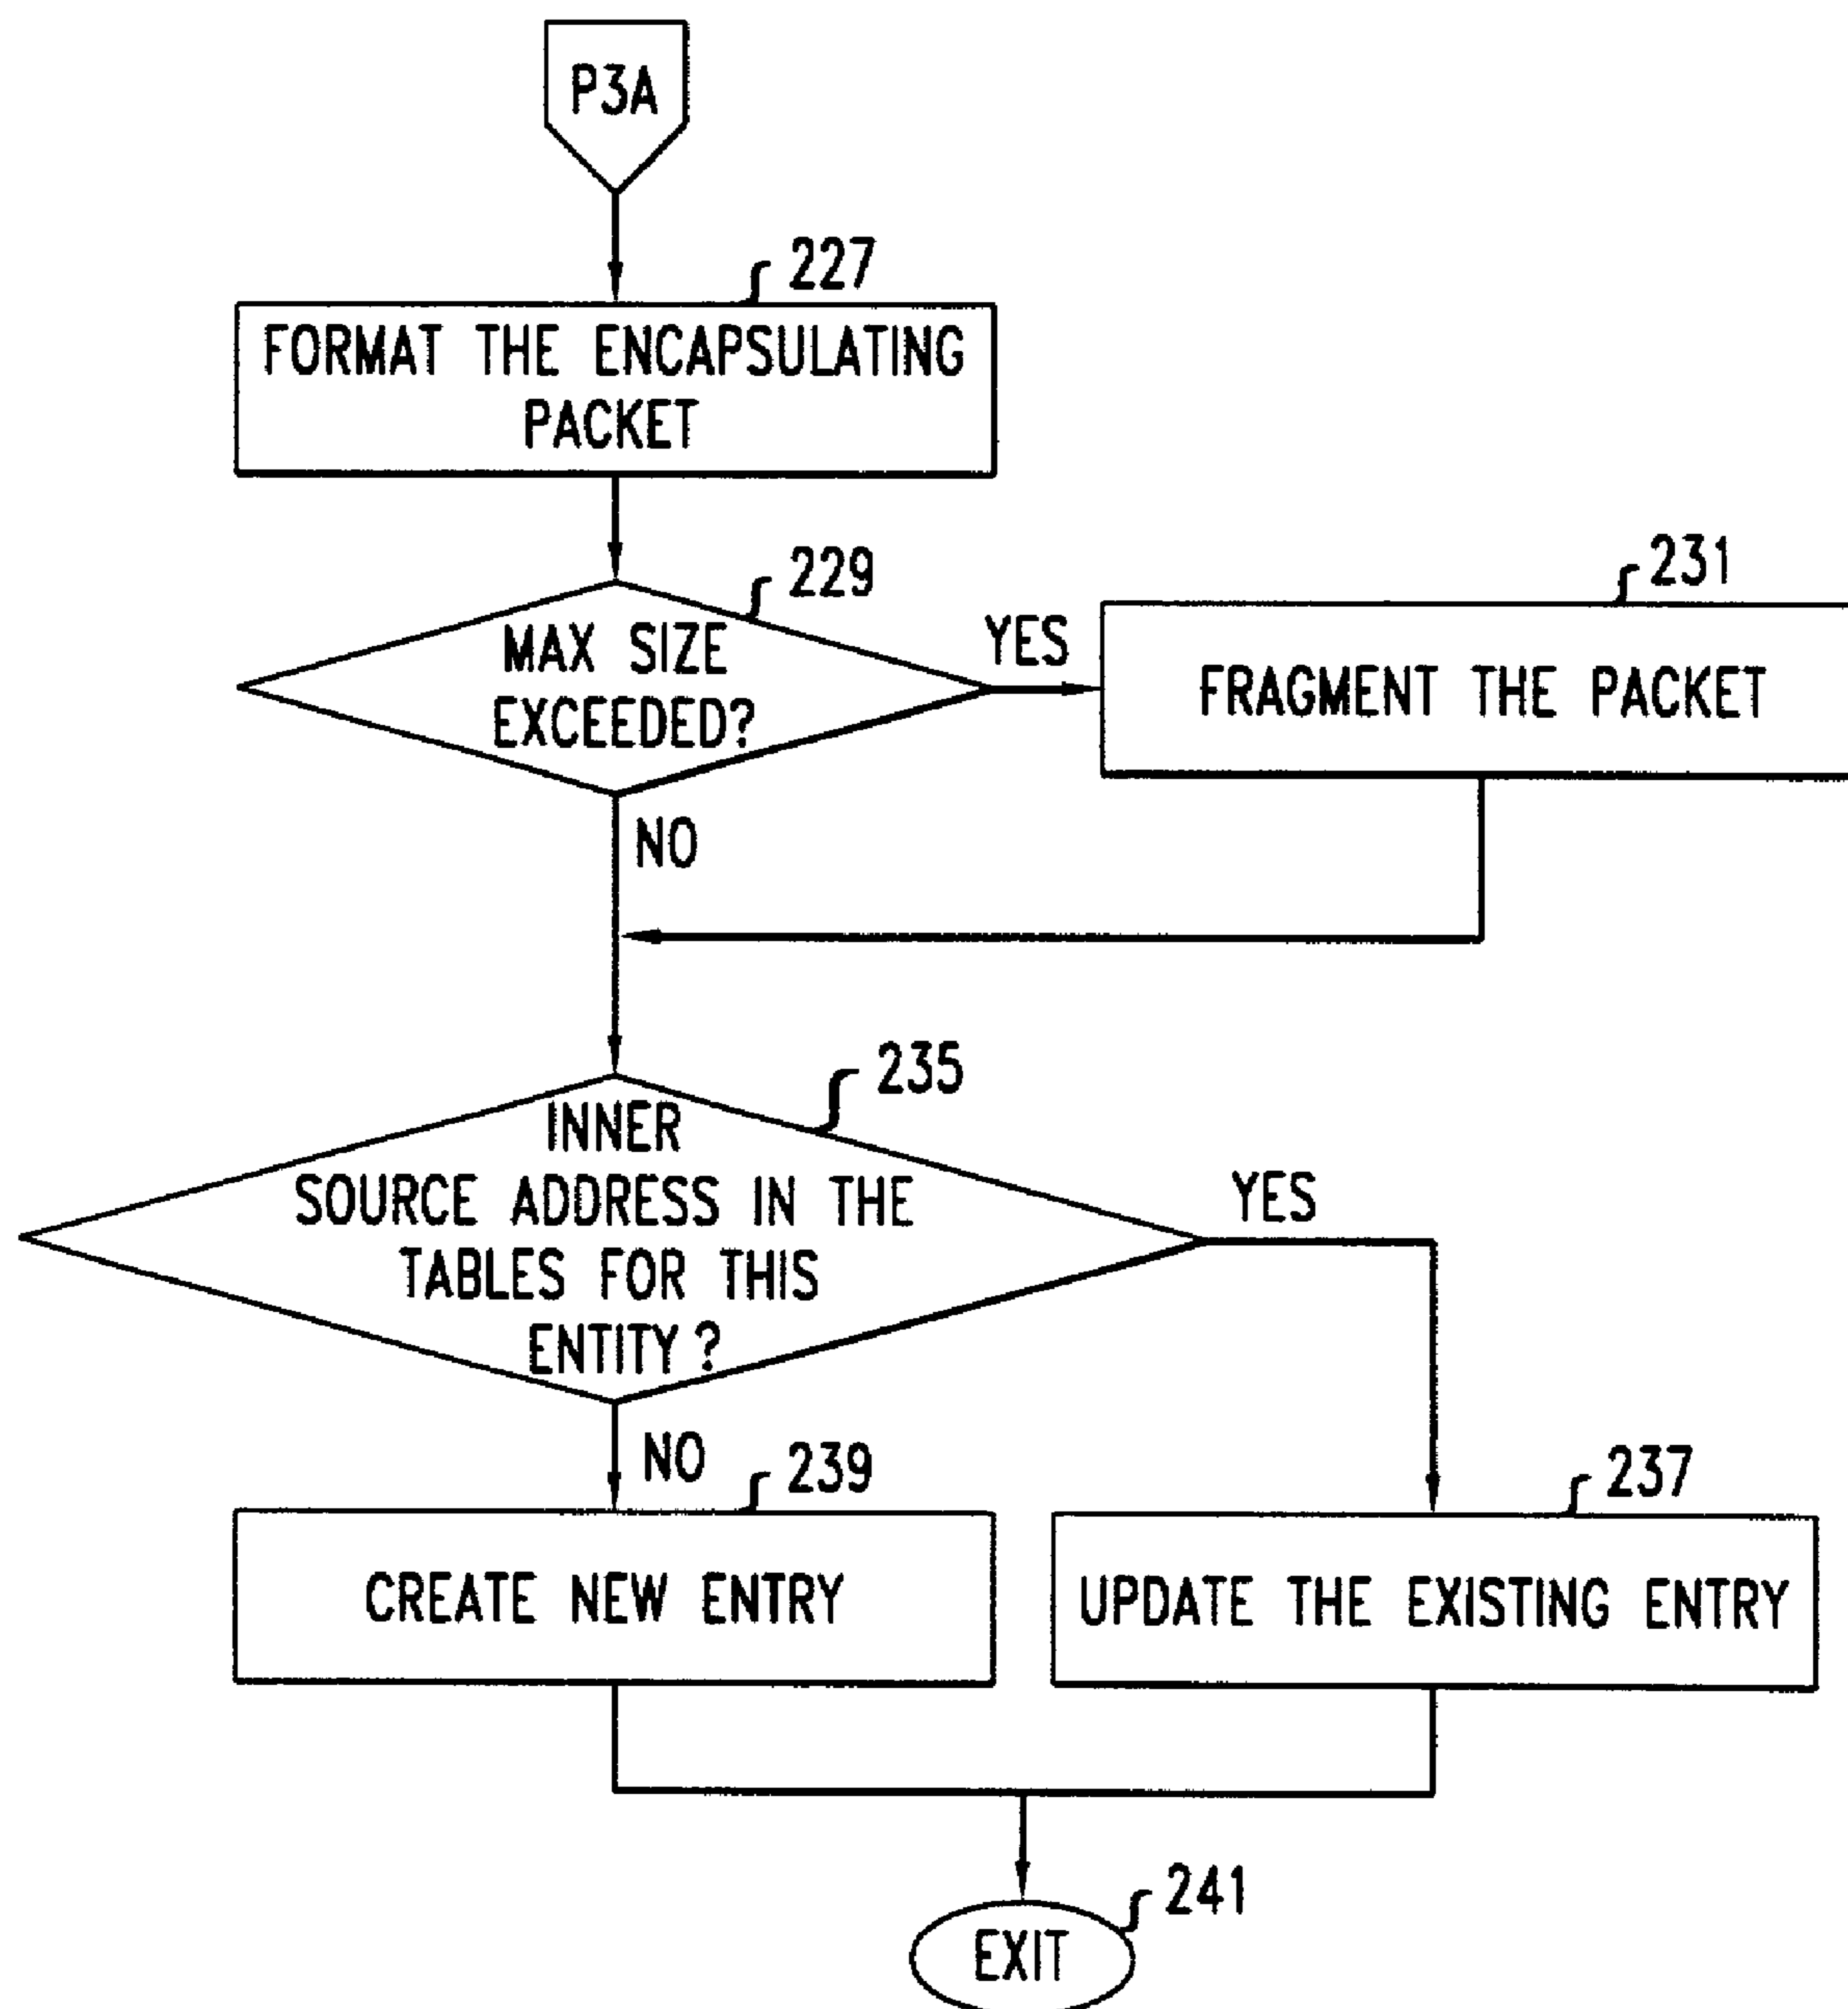 P3A
227
FORMAT THE ENCAPSULATING
PACKET
229
MAX SIZE
EXCEEDED?
YES
231
FRAGMENT THE PACKET
NO
235
INNER
SOURCE ADDRESS IN THE
TABLES FOR THIS
ENTITY?
YES
NO
239
CREATE NEW ENTRY
237
UPDATE THE EXISTING ENTRY
241
EXIT